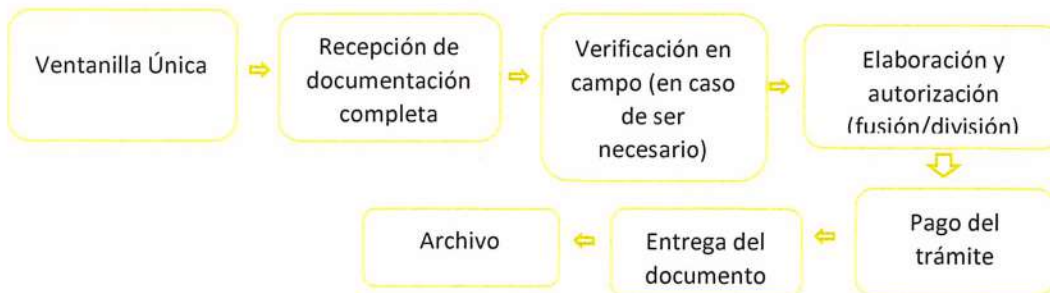 Ventanilla Única
Recepción de
documentación
completa
Verificación en
campo (en caso
de ser
necesario)
Elaboración y
autorización
(fusión/división)
Pago del
trámite
Entrega del
documento
Archivo